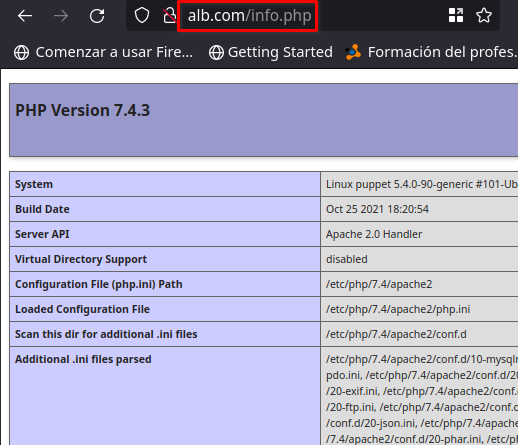 alb.com/info.php
Comenzar a usar Fire... Getting Started Formación del profes.
PHP Version 7.4.3
System Linux puppet 5.4.0-90-generic #101-Ub
Build Date Oct 25 2021 18:20:54
Server API Apache 2.0 Handler
Virtual Directory Support disabled
Configuration File (php.ini) Path /etc/php/7.4/apache2
Loaded Configuration File /etc/php/7.4/apache2/php.ini
Scan this dir for additional .ini files /etc/php/7.4/apache2/conf.d
Additional .ini files parsed /etc/php/7.4/apache2/conf.d/10-mysqln
pdo.ini, /etc/php/7.4/apache2/conf.d/20
/20-exif.ini, /etc/php/7.4/apache2/conf.d
/20-ftp.ini, /etc/php/7.4/apache2/conf.d
/conf.d/20-json.ini, /etc/php/7.4/apache
/7.4/apache2/conf.d/20-phar.ini, /etc/ph